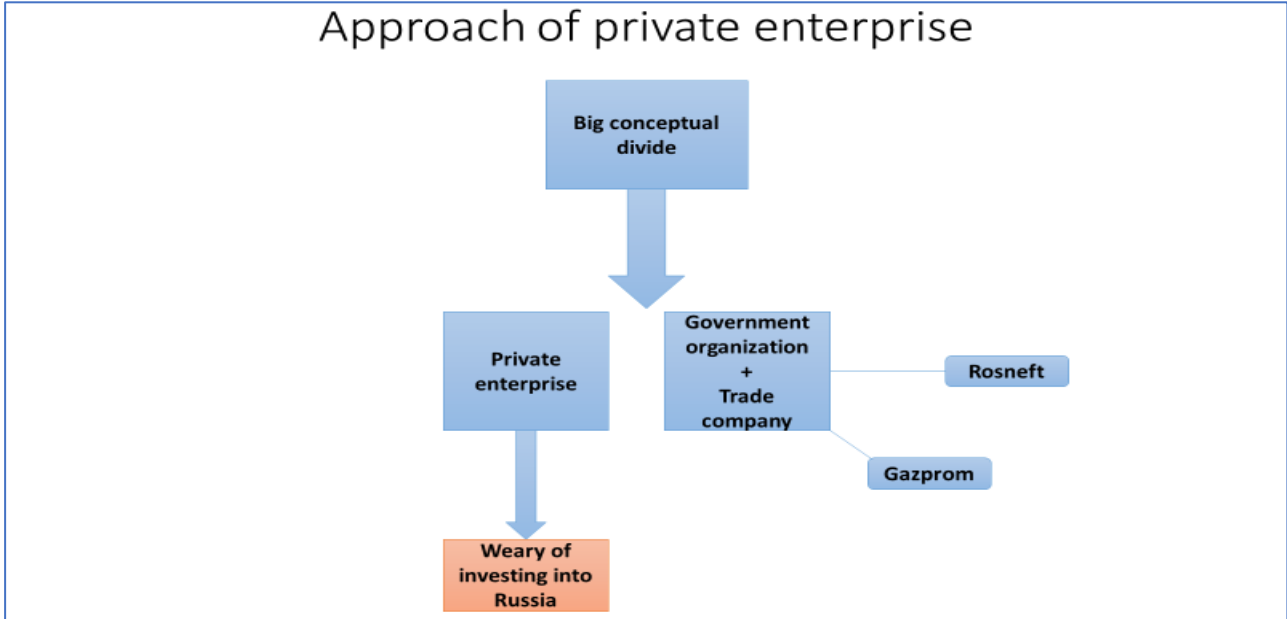 Approach of private enterprise
Big conceptual
divide
Private
enterprise
Government
organization
+
Trade
company
Rosneft
Gazprom
Weary of
investing into
Russia